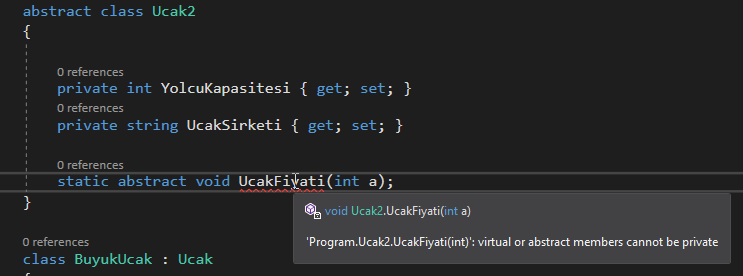 abstract class Ucak2
{
0 references
private int YolcuKapasitesi { get; set; }
0 references
private string UcakSirketi { get; set; }
0 references
static abstract void UcakFiyati(int a);
}
void Ucak2.UcakFiyati(int a)
'Program.Ucak2.UcakFiyati(int)': virtual or abstract members cannot be private
0 references
class BuyukUcak : Ucak
{